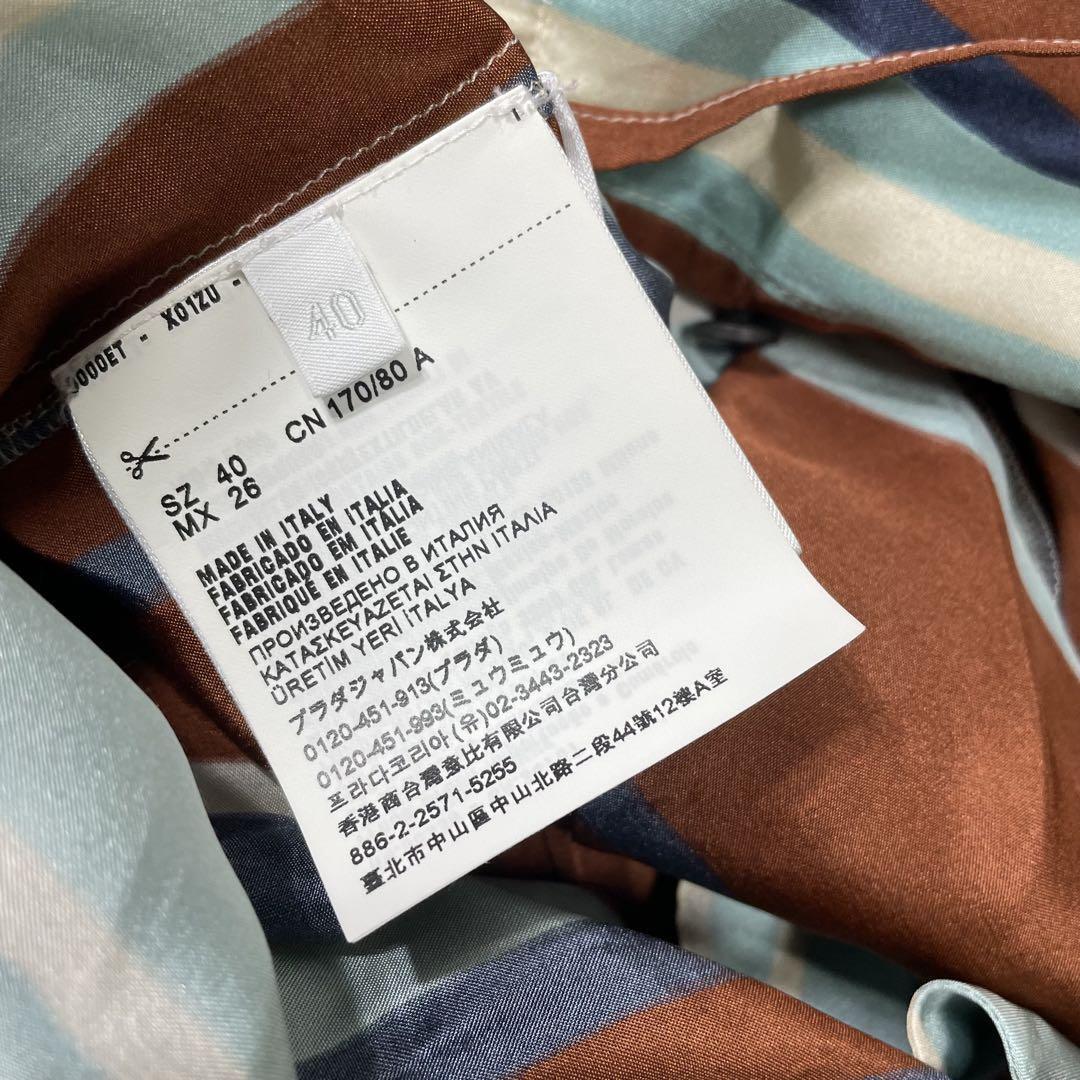 000ET - X01ZU -
40
CN 170/80 A
SZ 40
MX 26
MADE IN ITALY
FABRICADO EN ITALIA
FABRICADO EM ITALIA
FABRIQUÉ EN ITALIE
ПРОИЗВЕДЕНО В ИТАЛИЯ
ΚΑΤΑΣΚΕΥΑΖΕΤΑΙ ΣΤΗΝ ΙΤΑΛΙΑ
ÜRETİM YERİ İTALYA
プラダジャパン株式会社
0120-451-913(プラダ)
0120-451-993(ミュウミュウ)
프라다코리아(유)02-3443-2323
香港商台灣壹比有限公司台灣分公司
886-2-2571-5255
臺北市中山區中山北路二段44號12樓A室